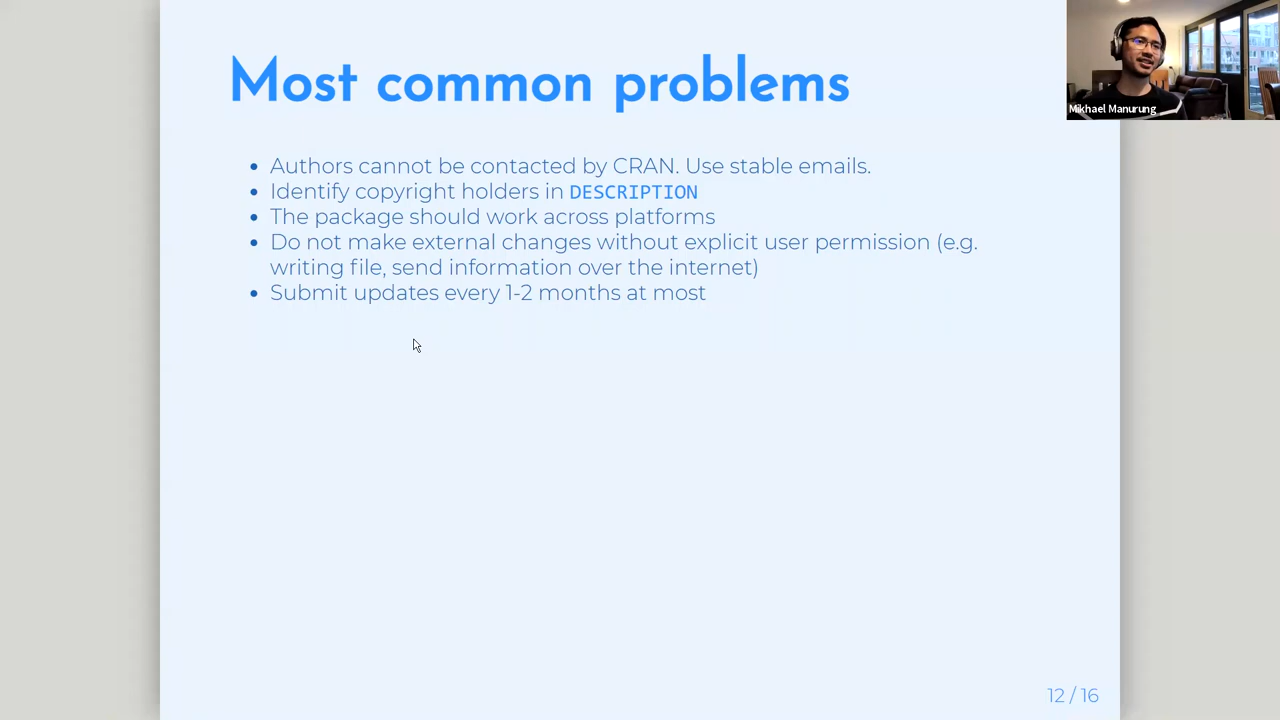 Most common problems
Authors cannot be contacted by CRAN. Use stable emails.
Identify copyright holders in DESCRIPTION
The package should work across platforms
Do not make external changes without explicit user permission (e.g.
writing file, send information over the internet)
Submit updates every 1-2 months at most
12 / 16
Mikhael Manurung